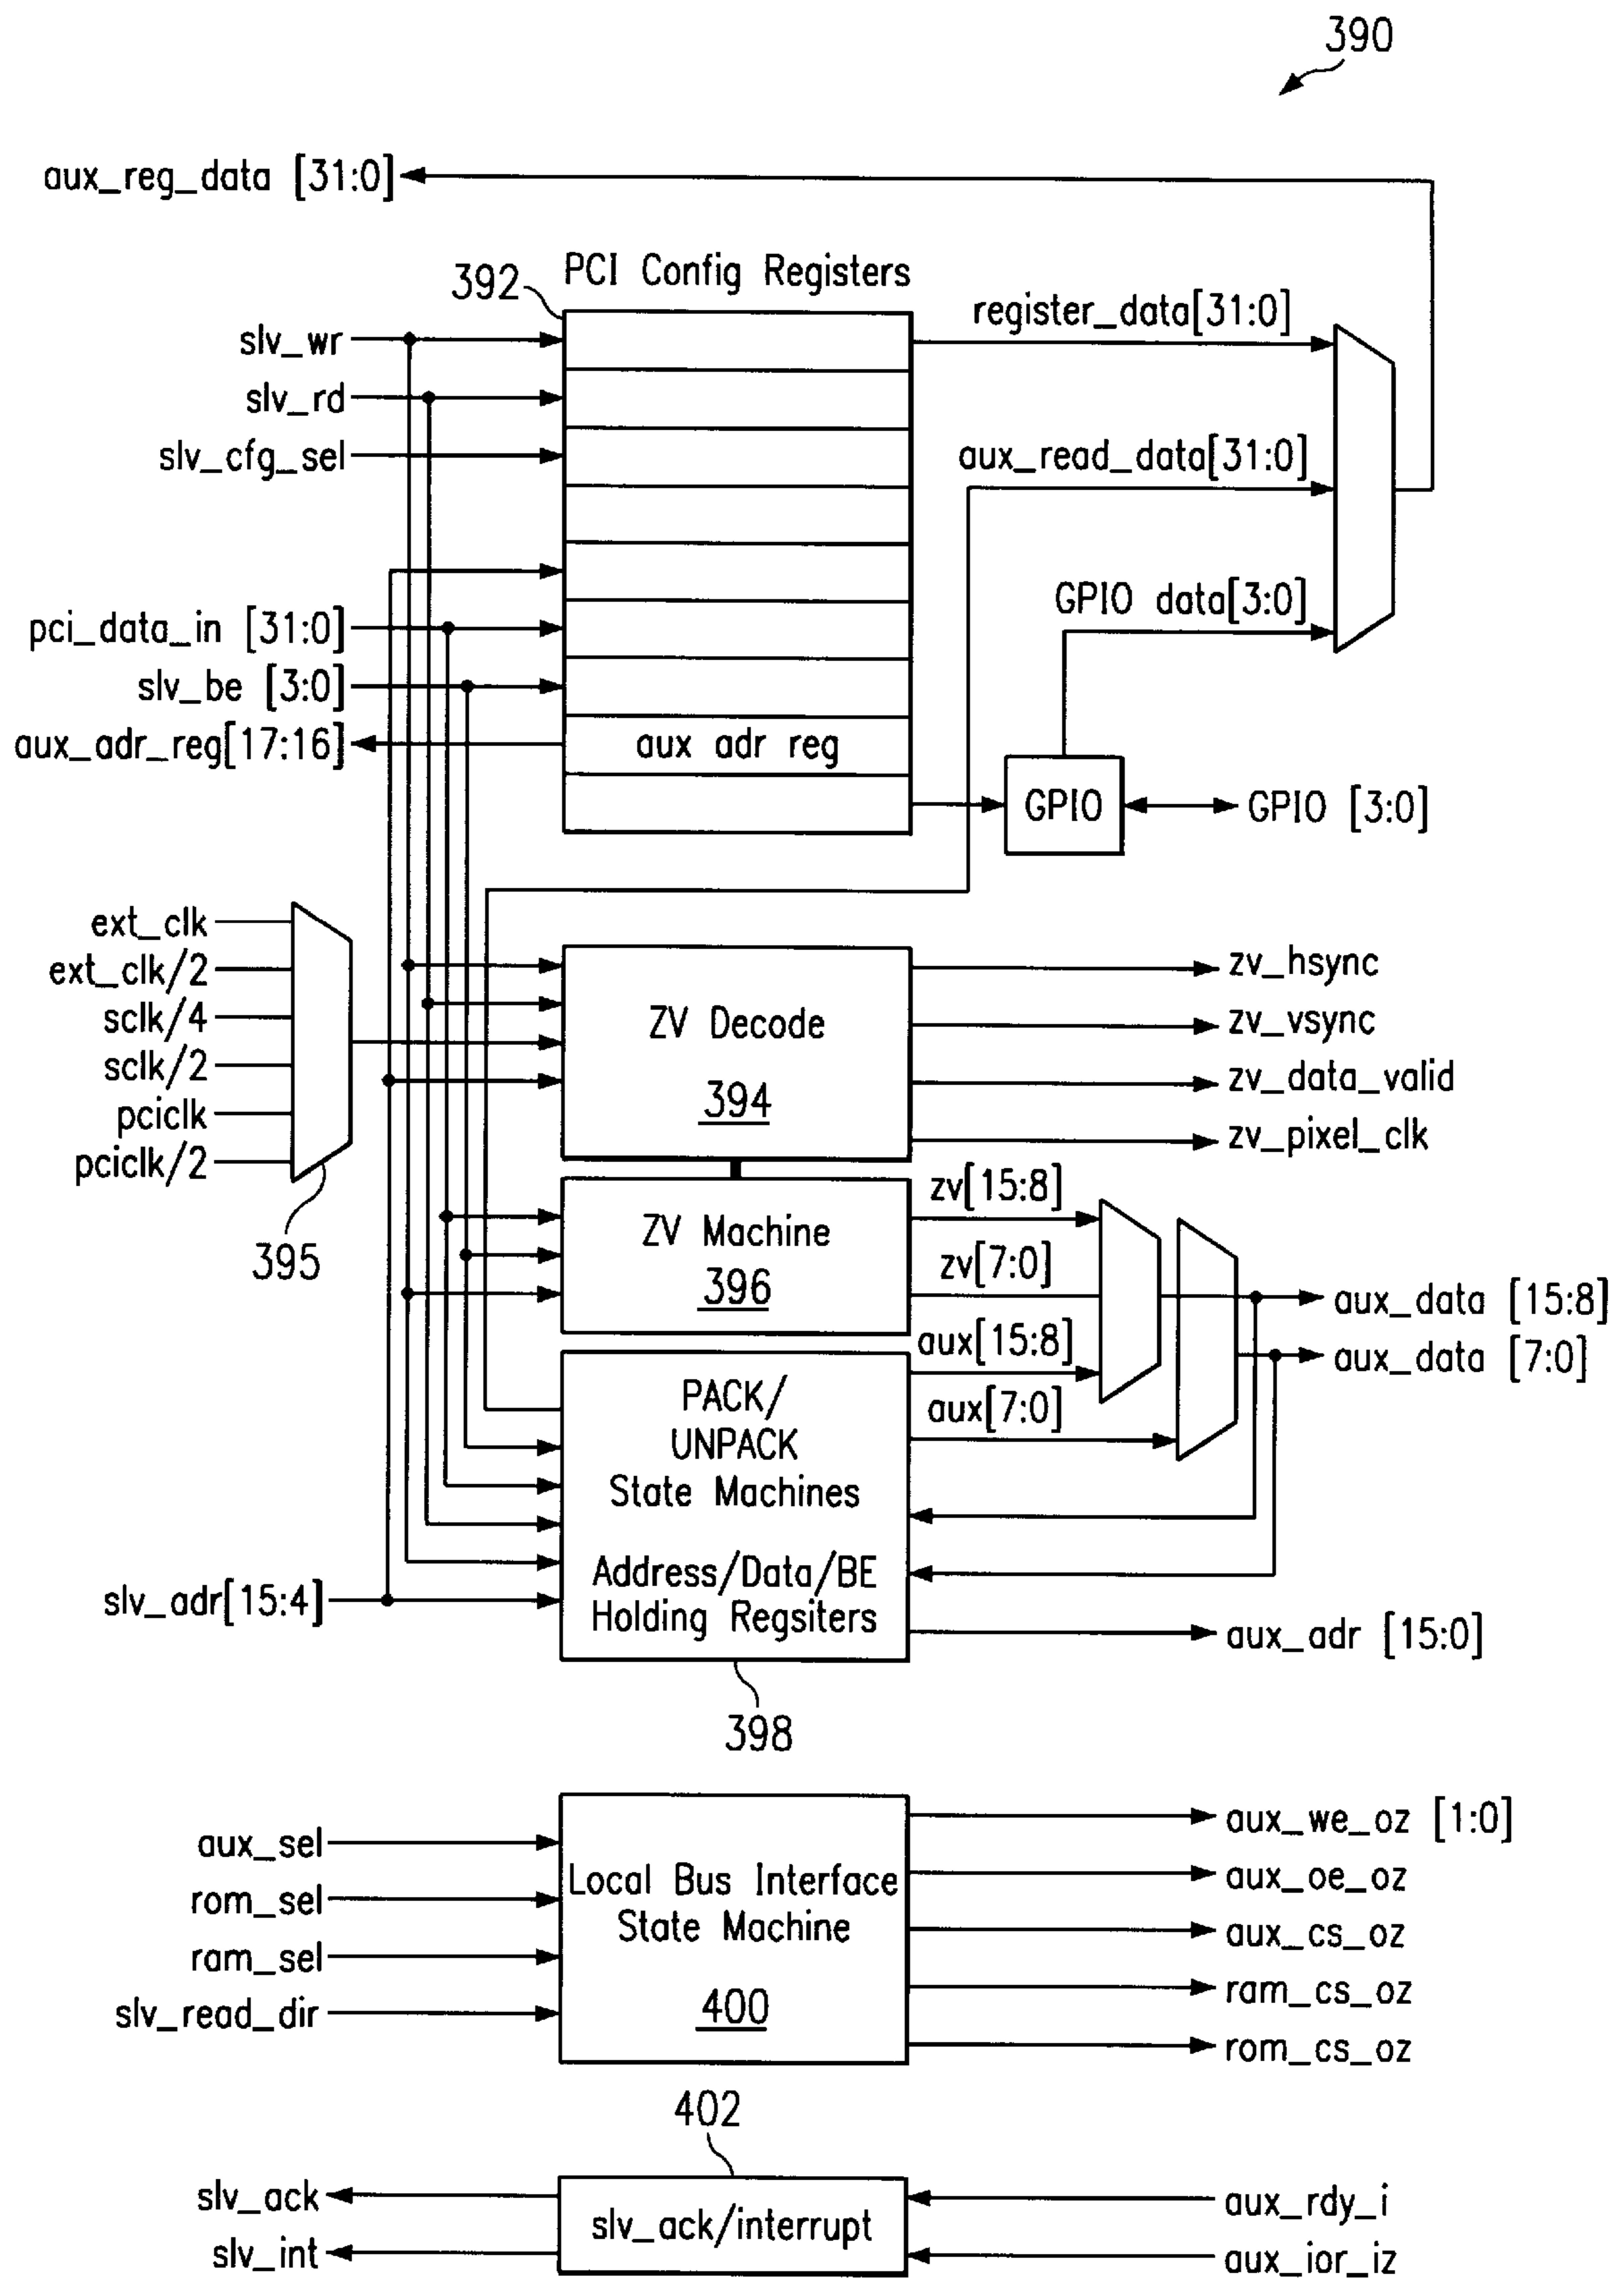 390
aux_reg_data [31:0]
392
PCI Config Registers
slv_wr
register_data[31:0]
slv_rd
slv_cfg_sel
aux_read_data[31:0]
GPIO data[3:0]
pci_data_in [31:0]
slv_be [3:0]
aux_adr_reg[17:16]
aux adr reg
GPIO
GPIO [3:0]
ext_clk
ext_clk/2
sclk/4
sclk/2
pciclk
pciclk/2
395
ZV Decode
394
zv_hsync
zv_vsync
zv_data_valid
zv_pixel_clk
ZV Machine
396
zv[15:8]
zv[7:0]
aux[15:8]
aux[7:0]
aux_data [15:8]
aux_data [7:0]
PACK/
UNPACK
State Machines
Address/Data/BE
Holding Regsiters
slv_adr[15:4]
aux_adr [15:0]
398
aux_sel
rom_sel
ram_sel
slv_read_dir
Local Bus Interface
State Machine
400
aux_we_oz [1:0]
aux_oe_oz
aux_cs_oz
ram_cs_oz
rom_cs_oz
402
slv_ack
slv_int
slv_ack/interrupt
aux_rdy_i
aux_ior_iz